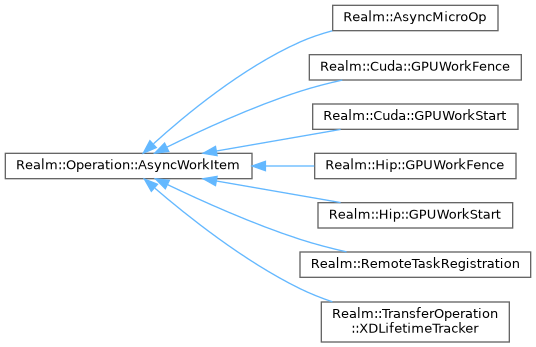 Realm::AsyncMicroOp
Realm::Cuda::GPUWorkFence
Realm::Cuda::GPUWorkStart
Realm::Operation::AsyncWorkItem
Realm::Hip::GPUWorkFence
Realm::Hip::GPUWorkStart
Realm::RemoteTaskRegistration
Realm::TransferOperation
::XDLifetimeTracker